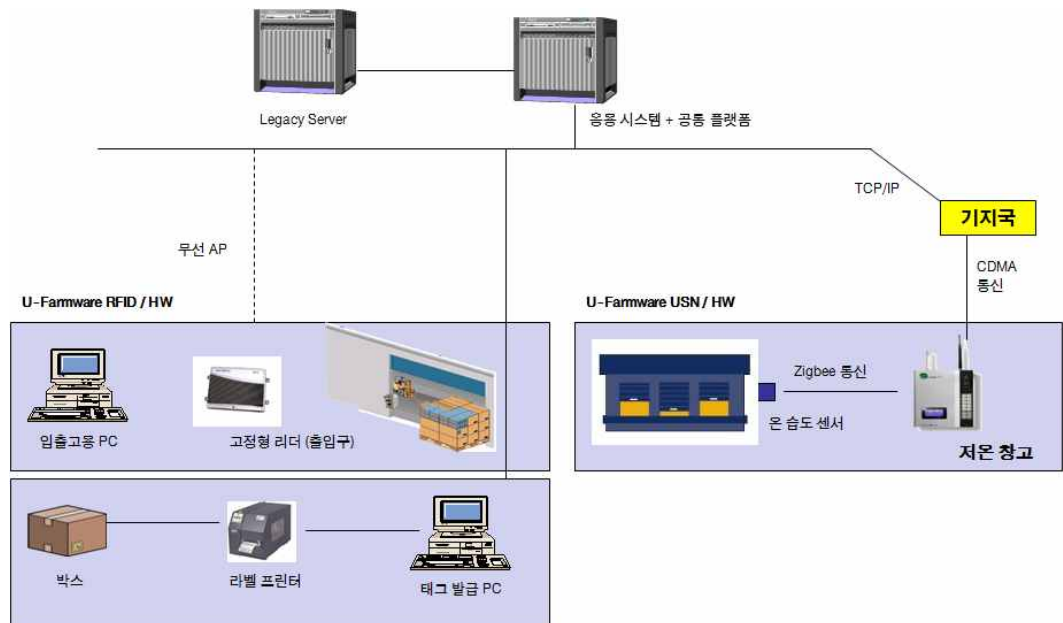 Legacy Server
응용 시스템 + 공통 플랫폼
TCP/IP
기지국
무선 AP
CDMA
통신
U-Farmware RFID / HW
U-Farmware USN / HW
입출고용 PC
고정형 리더 (출입구)
Zigbee 통신
온 습도 센서
저온 창고
박스
라벨 프린터
태그 발급 PC